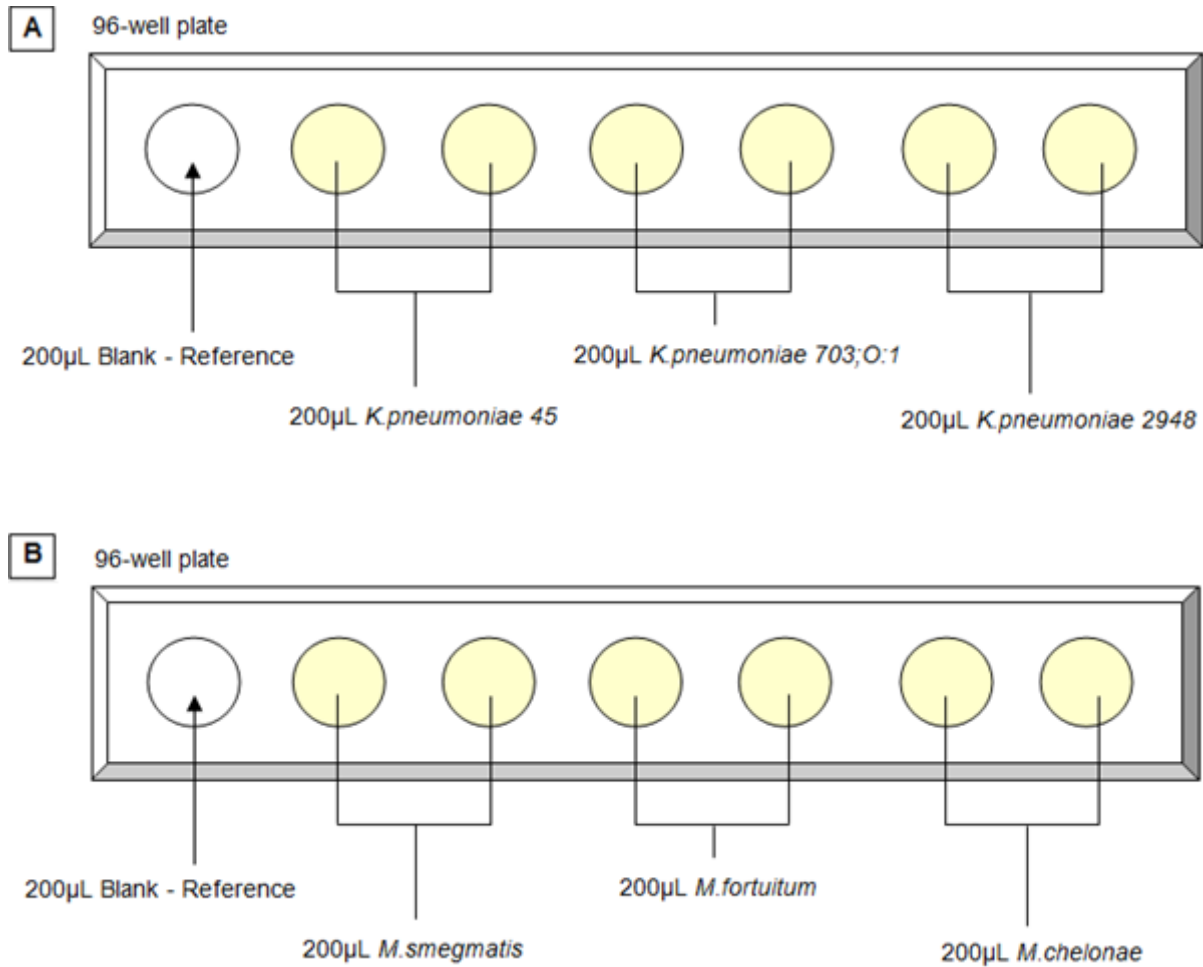 A
96-well plate
200µL Blank - Reference
200µL K.pneumoniae 703;O:1
200µL K.pneumoniae 45
200µL K.pneumoniae 2948
B
96-well plate
200µL Blank - Reference
200µL M.fortuitum
200µL M.smegmatis
200µL M.chelonae